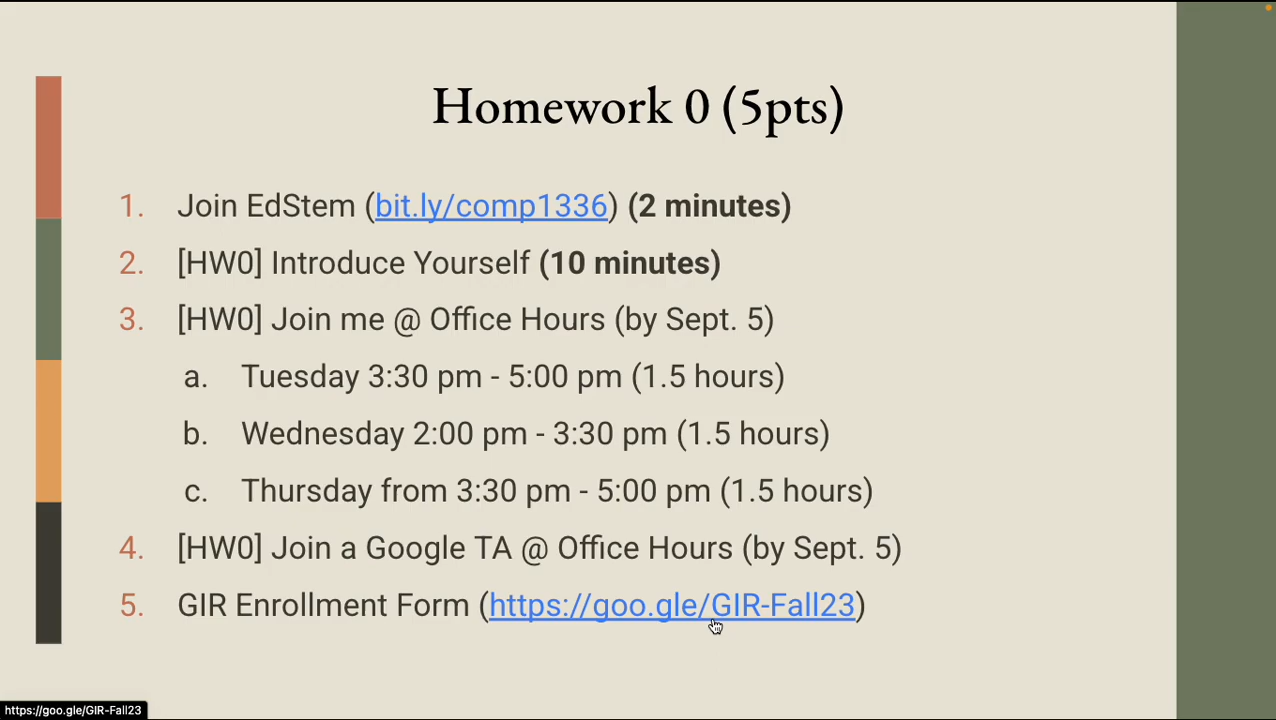 Homework 0 (5pts)
1. Join EdStem (bit.ly/comp1336) (2 minutes)
2. [HW0] Introduce Yourself (10 minutes)
3. [HW0] Join me @ Office Hours (by Sept. 5)
a. Tuesday 3:30 pm - 5:00 pm (1.5 hours)
b. Wednesday 2:00 pm - 3:30 pm (1.5 hours)
c. Thursday from 3:30 pm - 5:00 pm (1.5 hours)
4. [HW0] Join a Google TA @ Office Hours (by Sept. 5)
5. GIR Enrollment Form (https://goo.gle/GIR-Fall23)
https://goo.gle/GIR-Fall23